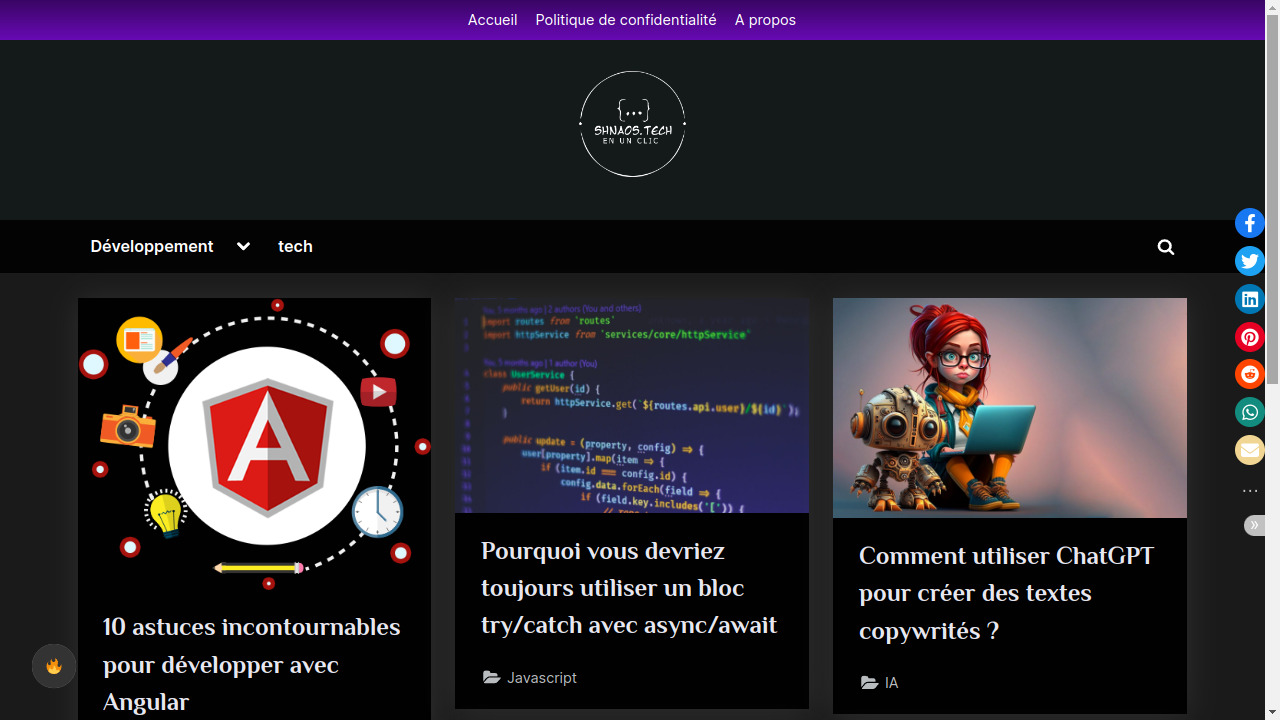 Accueil Politique de confidentialité A propos
{...}
SHNAOS.TECH
EN UN CLIC
Développement tech
10 astuces incontournables
pour développer avec
Angular
You, 5 months ago | 2 authors (You and others)
1 import routes from 'routes'
2 import httpService from 'services/core/httpService'
3
You, 5 months ago | 1 author (You)
class UserService {
public getUser(id) {
return httpService.get(`${routes.api.user}/${id}`);
}
public update = (property, config) => {
user[property].map(item => {
if (item.id === config.id) {
config.data.forEach(field => {
if (field.key.includes('[')) {
Pourquoi vous devriez
toujours utiliser un bloc
try/catch avec async/await
Javascript
Comment utiliser ChatGPT
pour créer des textes
copywrités ?
IA
...
»